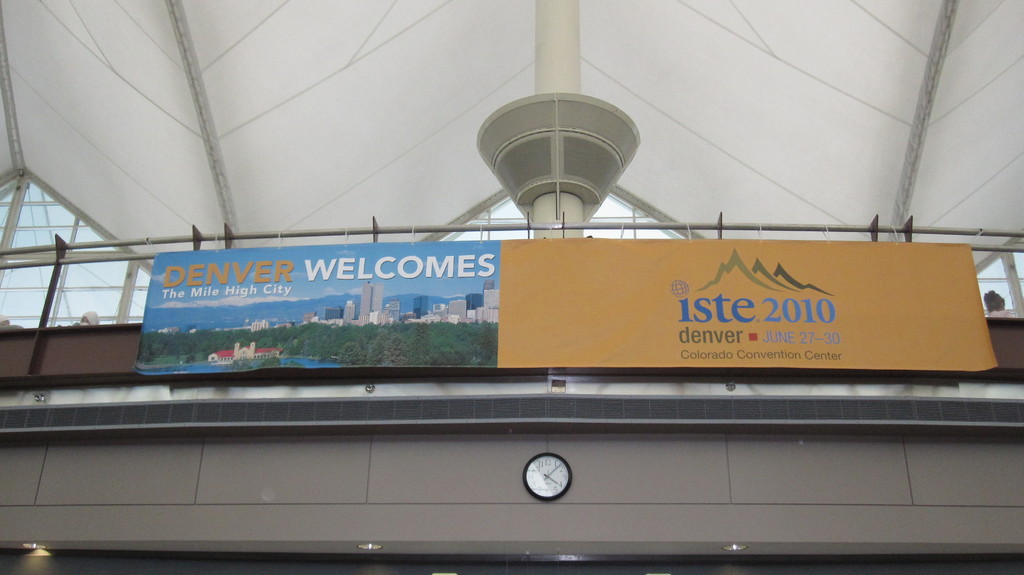 DENVER WELCOMES
The Mile High City
iste 2010
denver ■ JUNE 27–30
Colorado Convention Center